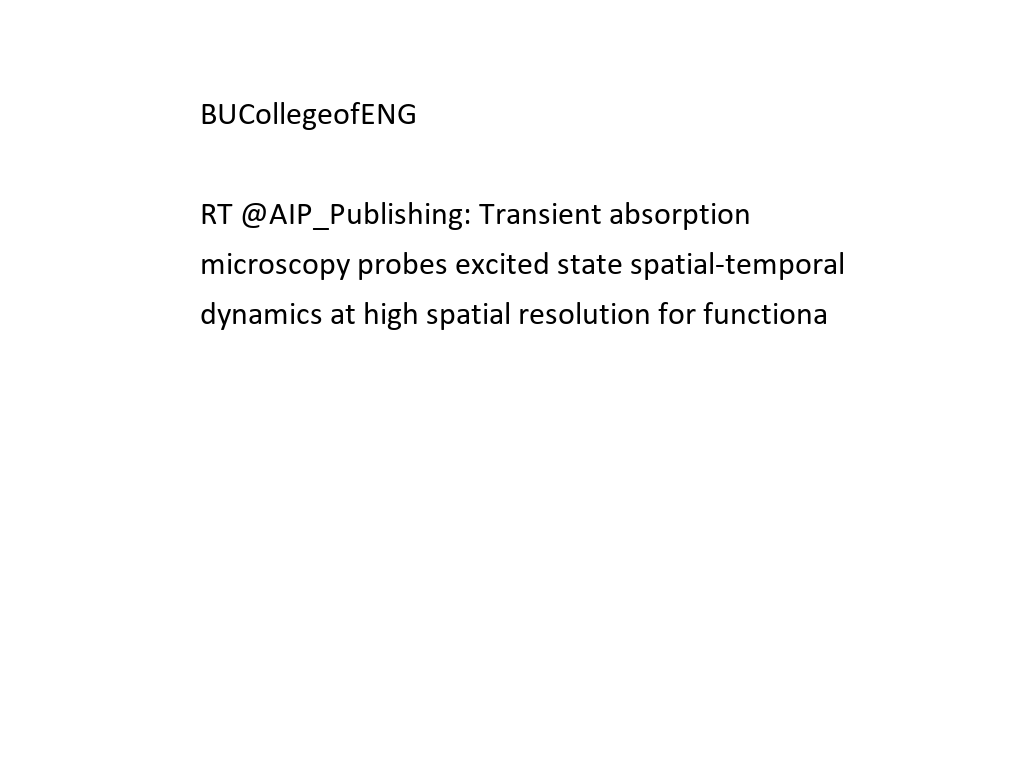 BUCollegeofENG
RT @AIP_Publishing: Transient absorption
microscopy probes excited state spatial-temporal
dynamics at high spatial resolution for functiona